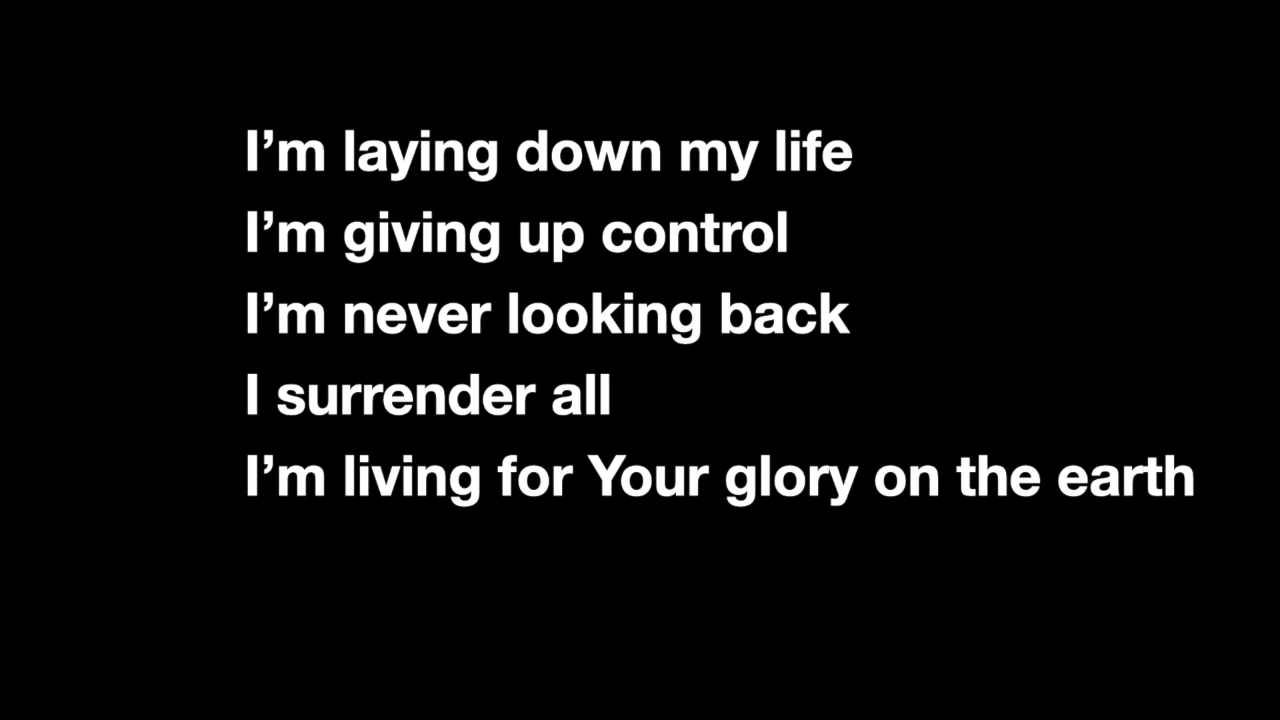 I’m laying down my life
I’m giving up control
I’m never looking back
I surrender all
I’m living for Your glory on the earth